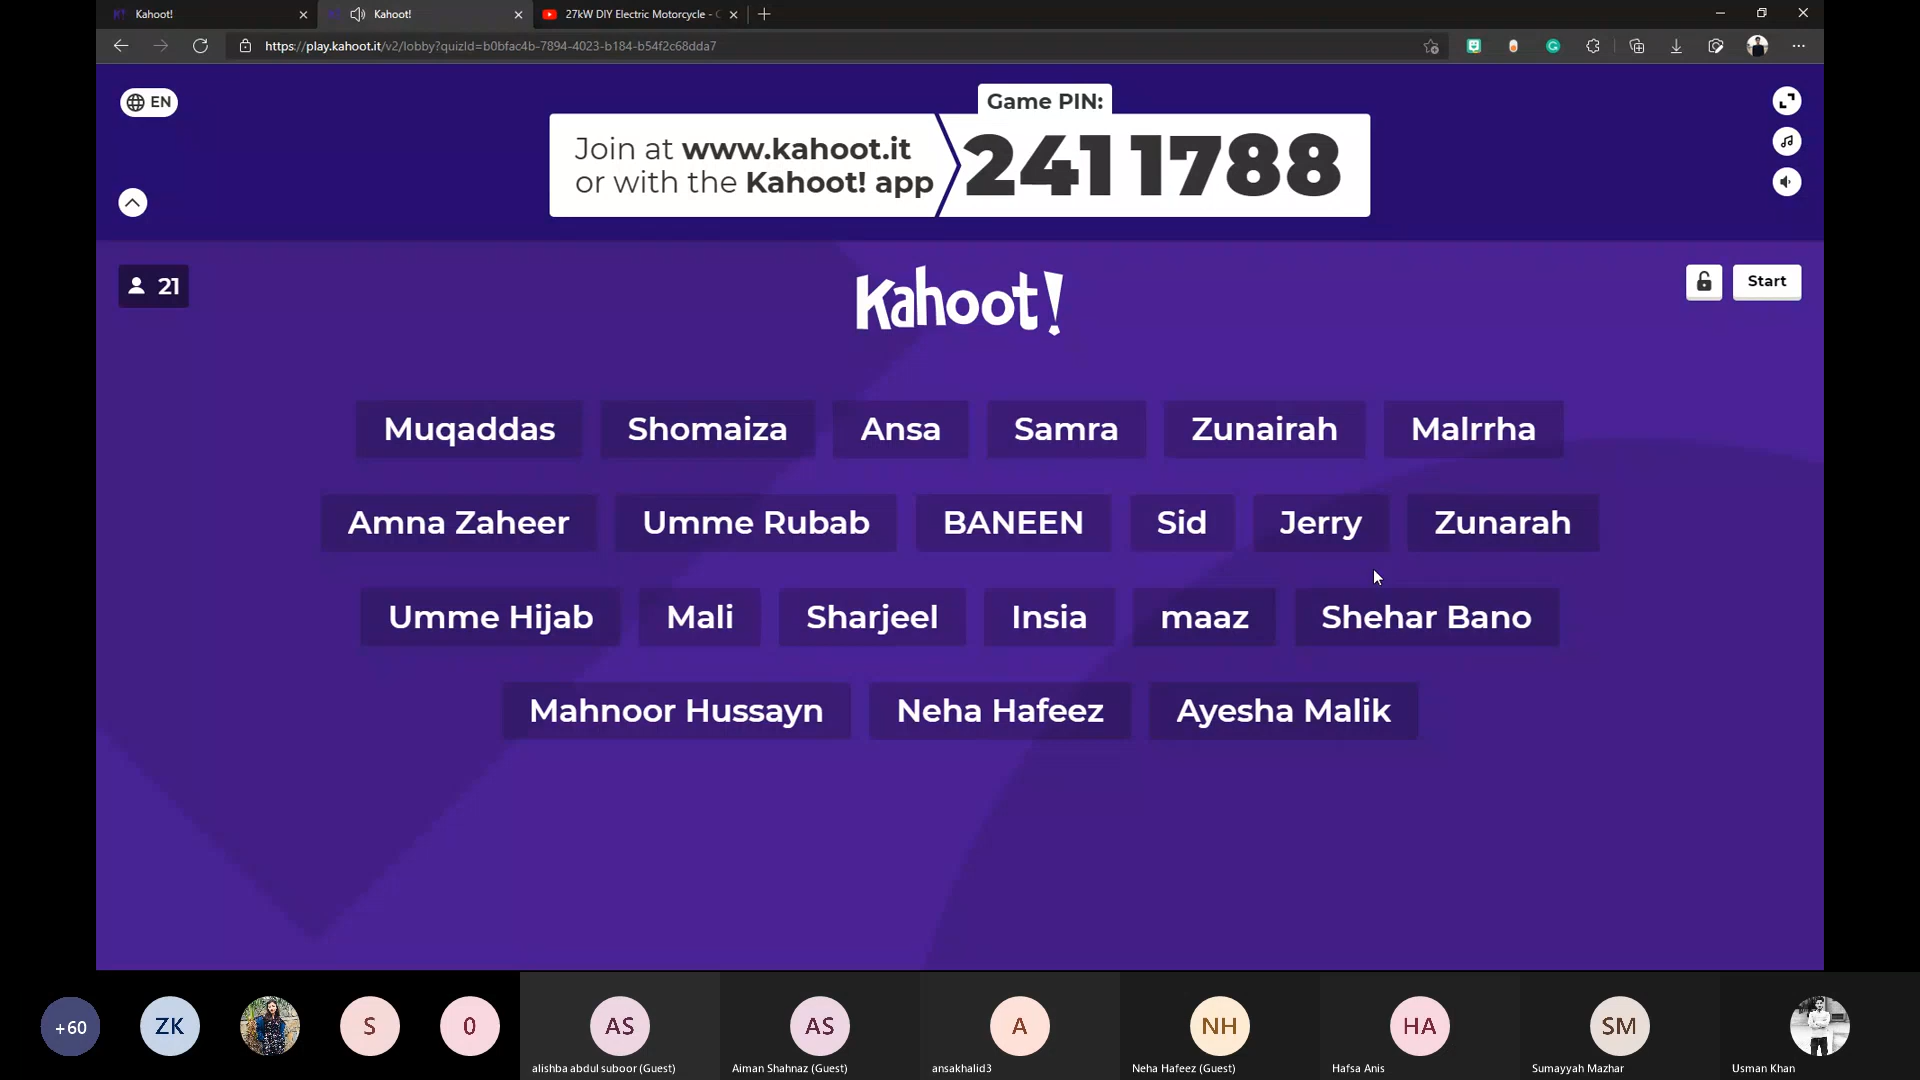 Kahoot!
Kahoot!
27kW DIY Electric Motorcycle -
https://play.kahoot.it/v2/lobby?quizId=b0bfac4b-7894-4023-b184-b54f2c68dda7
EN
Game PIN:
Join at www.kahoot.it
or with the Kahoot! app
241 1788
21
Kahoot!
Start
Muqaddas Shomaiza Ansa Samra Zunairah Malrrha
Amna Zaheer Umme Rubab BANEEN Sid Jerry Zunarah
Umme Hijab Mali Sharjeel Insia maaz Shehar Bano
Mahnoor Hussayn Neha Hafeez Ayesha Malik
+60 ZK S 0 AS AS A NH HA SM
alishba abdul suboor (Guest) Aiman Shahnaz (Guest) ansakhalid3 Neha Hafeez (Guest) Hafsa Anis Sumayyah Mazhar Usman Khan